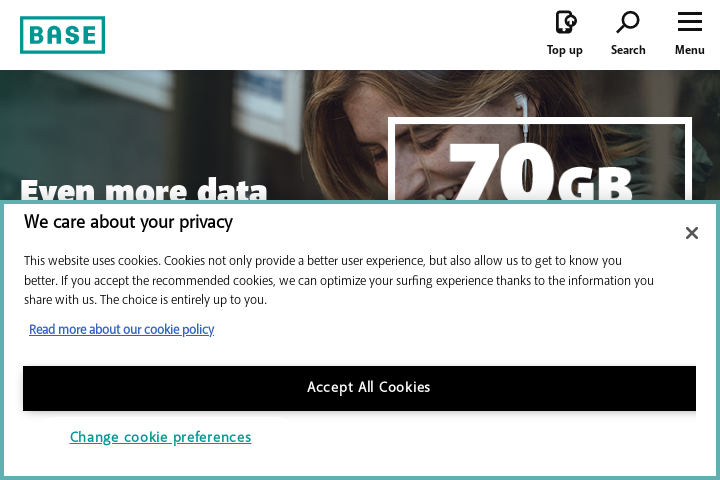 BASE
Top up
Search
Menu
Even more data
70GB
We care about your privacy
This website uses cookies. Cookies not only provide a better user experience, but also allow us to get to know you
better. If you accept the recommended cookies, we can optimize your surfing experience thanks to the information you
share with us. The choice is entirely up to you.
Read more about our cookie policy
Accept All Cookies
Change cookie preferences